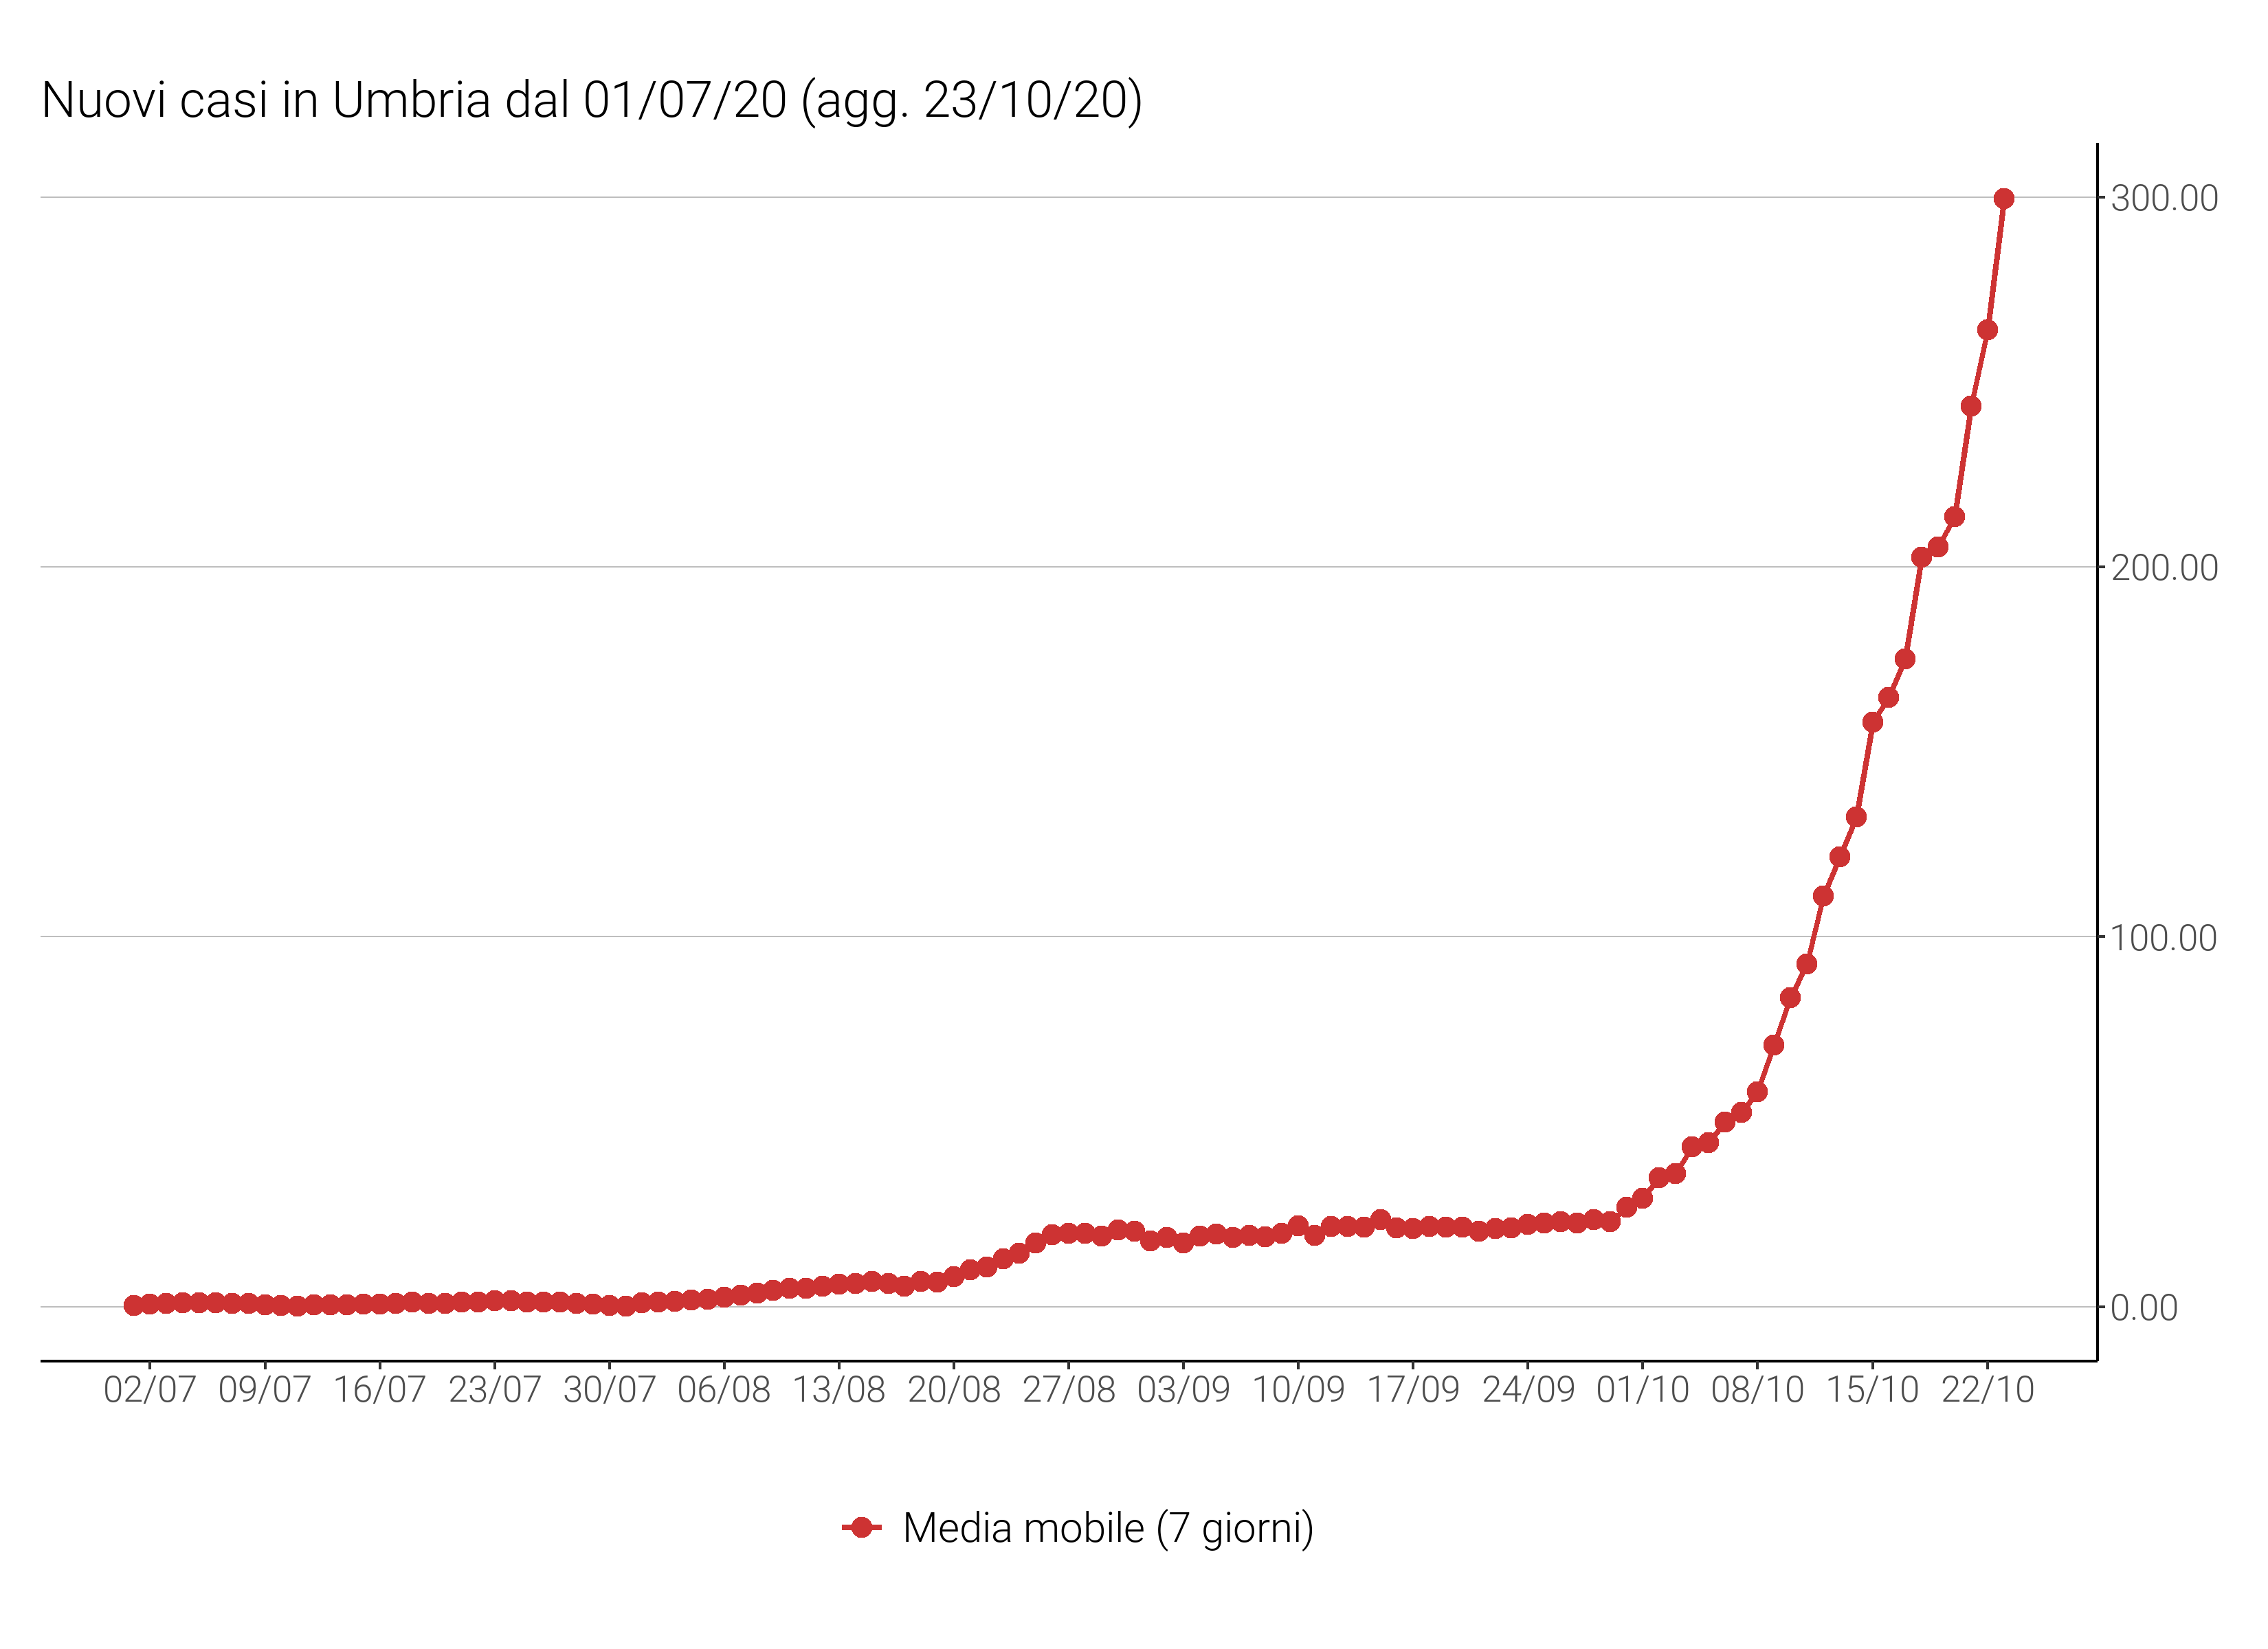 Nuovi casi in Umbria dal 01/07/20 (agg. 23/10/20)
300.00
200.00
100.00
0.00
02/07 09/07 16/07 23/07 30/07 06/08 13/08 20/08 27/08 03/09 10/09 17/09 24/09 01/10 08/10 15/10 22/10
Media mobile (7 giorni)